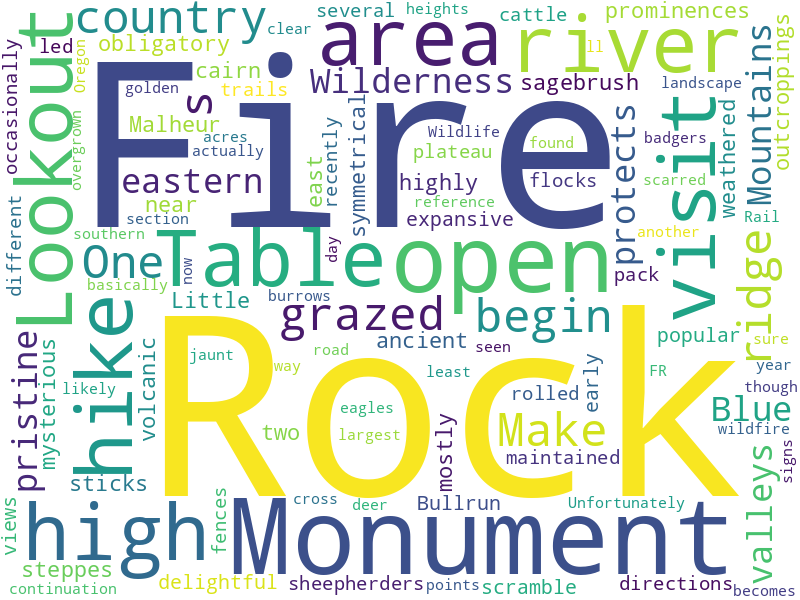 country
several
heights
cattle
prominences
clear
obligatory
area
river
Oregon
ll
occasionally
led
cairn
golden
Wilderness
sagebrush
landscape
trails
Lookout
Fire
s
Malheur
acres
actually
Wildlife
found
badgers
plateau
Mountains
outcroppings
overgrown
eastern
east
recently
symmetrical
highly
flocks
protects
visit
scarred
weathered
near
reference
another
section
expansive
Rail
different
southern
One
Table
open
day
now
basically
pack
ridge
Little
burrows
hike
grazed
begin
road
ancient
seen
popular
sure
pristine
mysterious
volcanic
jaunt
way
Rock
least
FR
year
though
likely
rolled
early
eagles
largest
Make
Blue
two
maintained
wildfire
mostly
signs
sticks
valleys
cross
deer
Bullrun
Unfortunately
views
high
fences
Monument
steppes
continuation
delightful
sheepherders
points
scramble
directions
becomes